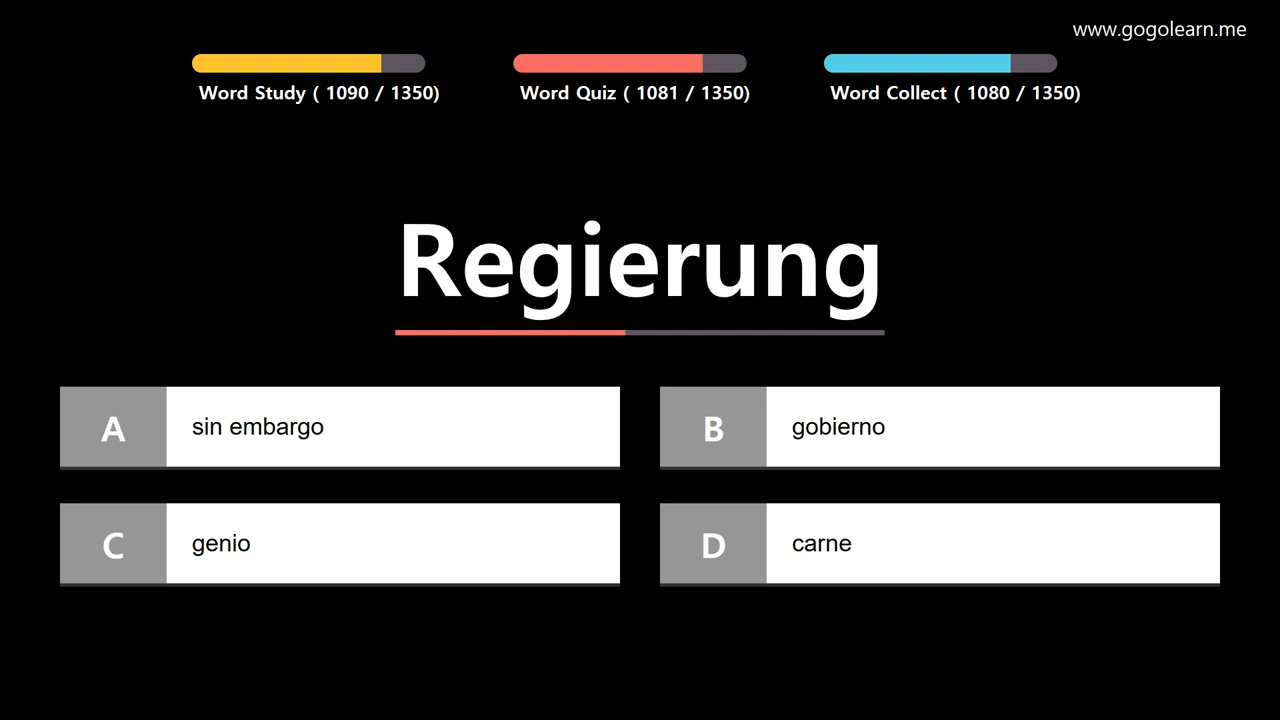 www.gogolearn.me
Word Study ( 1090 / 1350)
Word Quiz ( 1081 / 1350)
Word Collect ( 1080 / 1350)
Regierung
A sin embargo
B gobierno
C genio
D carne